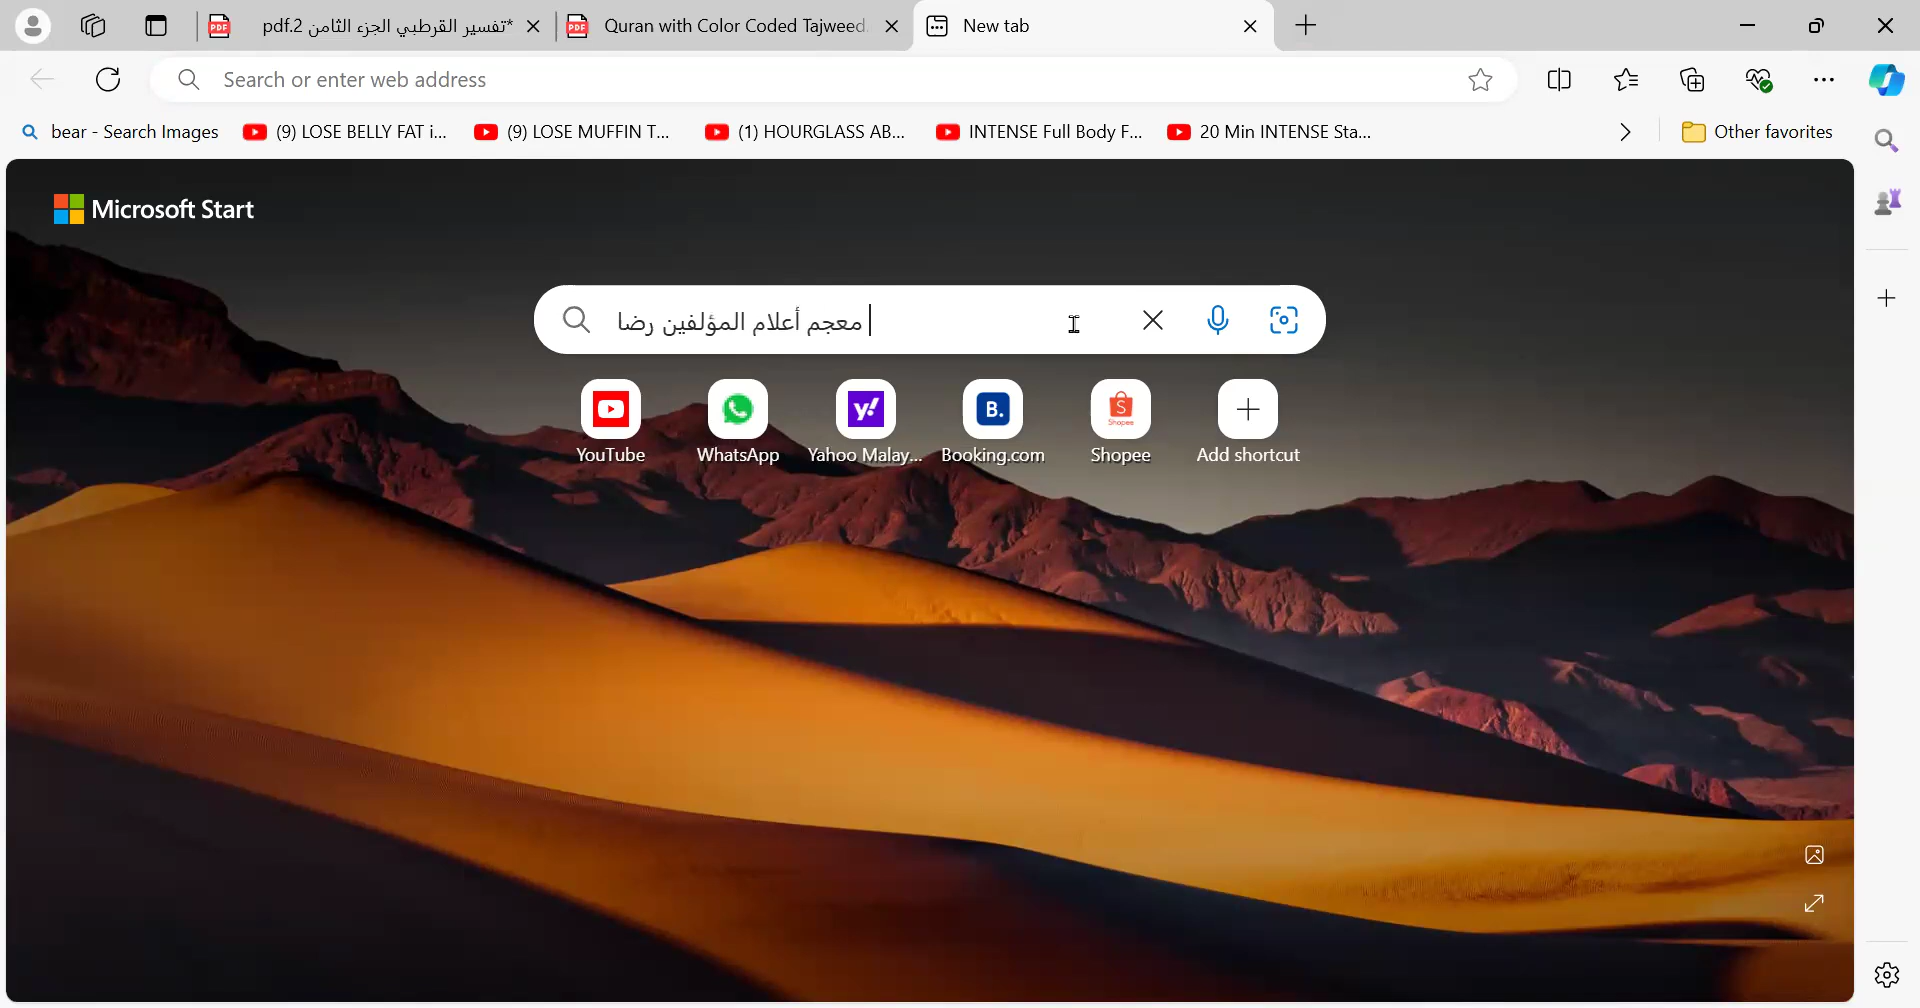 *تفسير القرطبي الجزء الثامن 2.pdf
Quran with Color Coded Tajweed
New tab
Search or enter web address
bear - Search Images
(9) LOSE BELLY FAT i...
(9) LOSE MUFFIN T...
(1) HOURGLASS AB...
INTENSE Full Body F...
20 Min INTENSE Sta...
Other favorites
Microsoft Start
معجم أعلام المؤلفين رضا
YouTube
WhatsApp
Yahoo Malay...
Booking.com
Shopee
Add shortcut